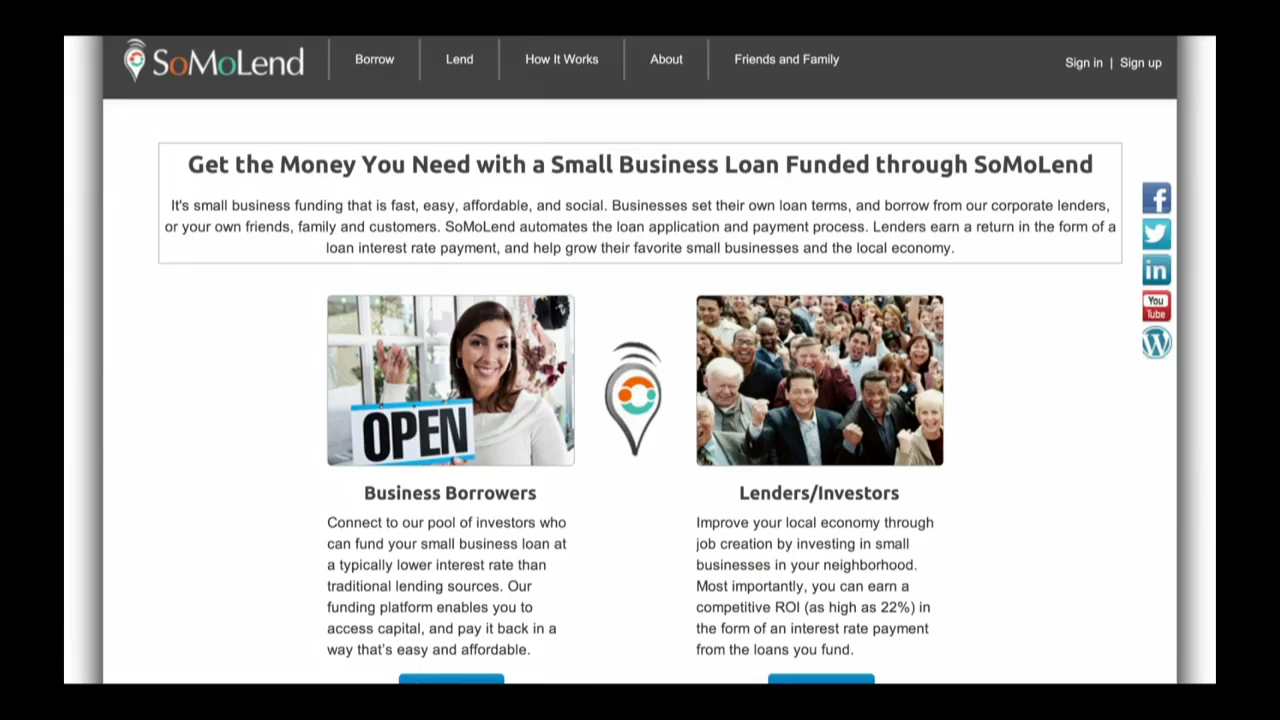 SoMoLend
Borrow
Lend
How It Works
About
Friends and Family
Sign in | Sign up
Get the Money You Need with a Small Business Loan Funded through SoMoLend
It's small business funding that is fast, easy, affordable, and social. Businesses set their own loan terms, and borrow from our corporate lenders,
or your own friends, family and customers. SoMoLend automates the loan application and payment process. Lenders earn a return in the form of a
loan interest rate payment, and help grow their favorite small businesses and the local economy.
f
in
You
Tube
W
OPEN
Business Borrowers
Connect to our pool of investors who
can fund your small business loan at
a typically lower interest rate than
traditional lending sources. Our
funding platform enables you to
access capital, and pay it back in a
way that's easy and affordable.
Lenders/Investors
Improve your local economy through
job creation by investing in small
businesses in your neighborhood.
Most importantly, you can earn a
competitive ROI (as high as 22%) in
the form of an interest rate payment
from the loans you fund.